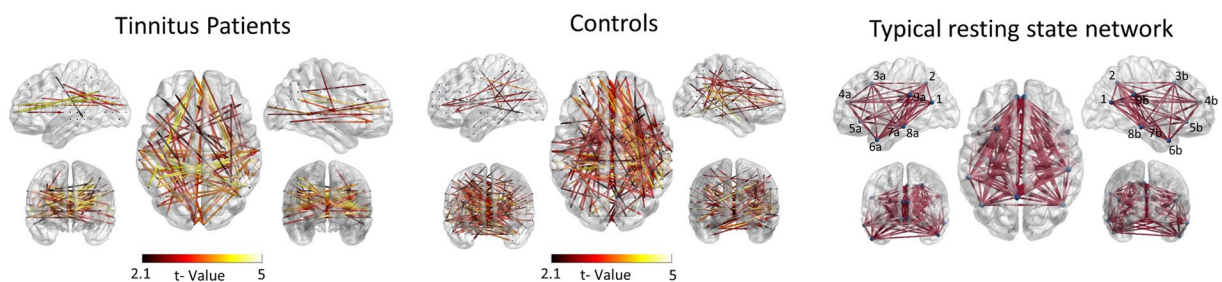 Tinnitus Patients
Controls
Typical resting state network
3a
2
4a
9a
1
5a
7a
8a
6a
2
3b
1
9b
4b
5b
8b
7b
6b
2.1 t- Value 5
2.1 t- Value 5